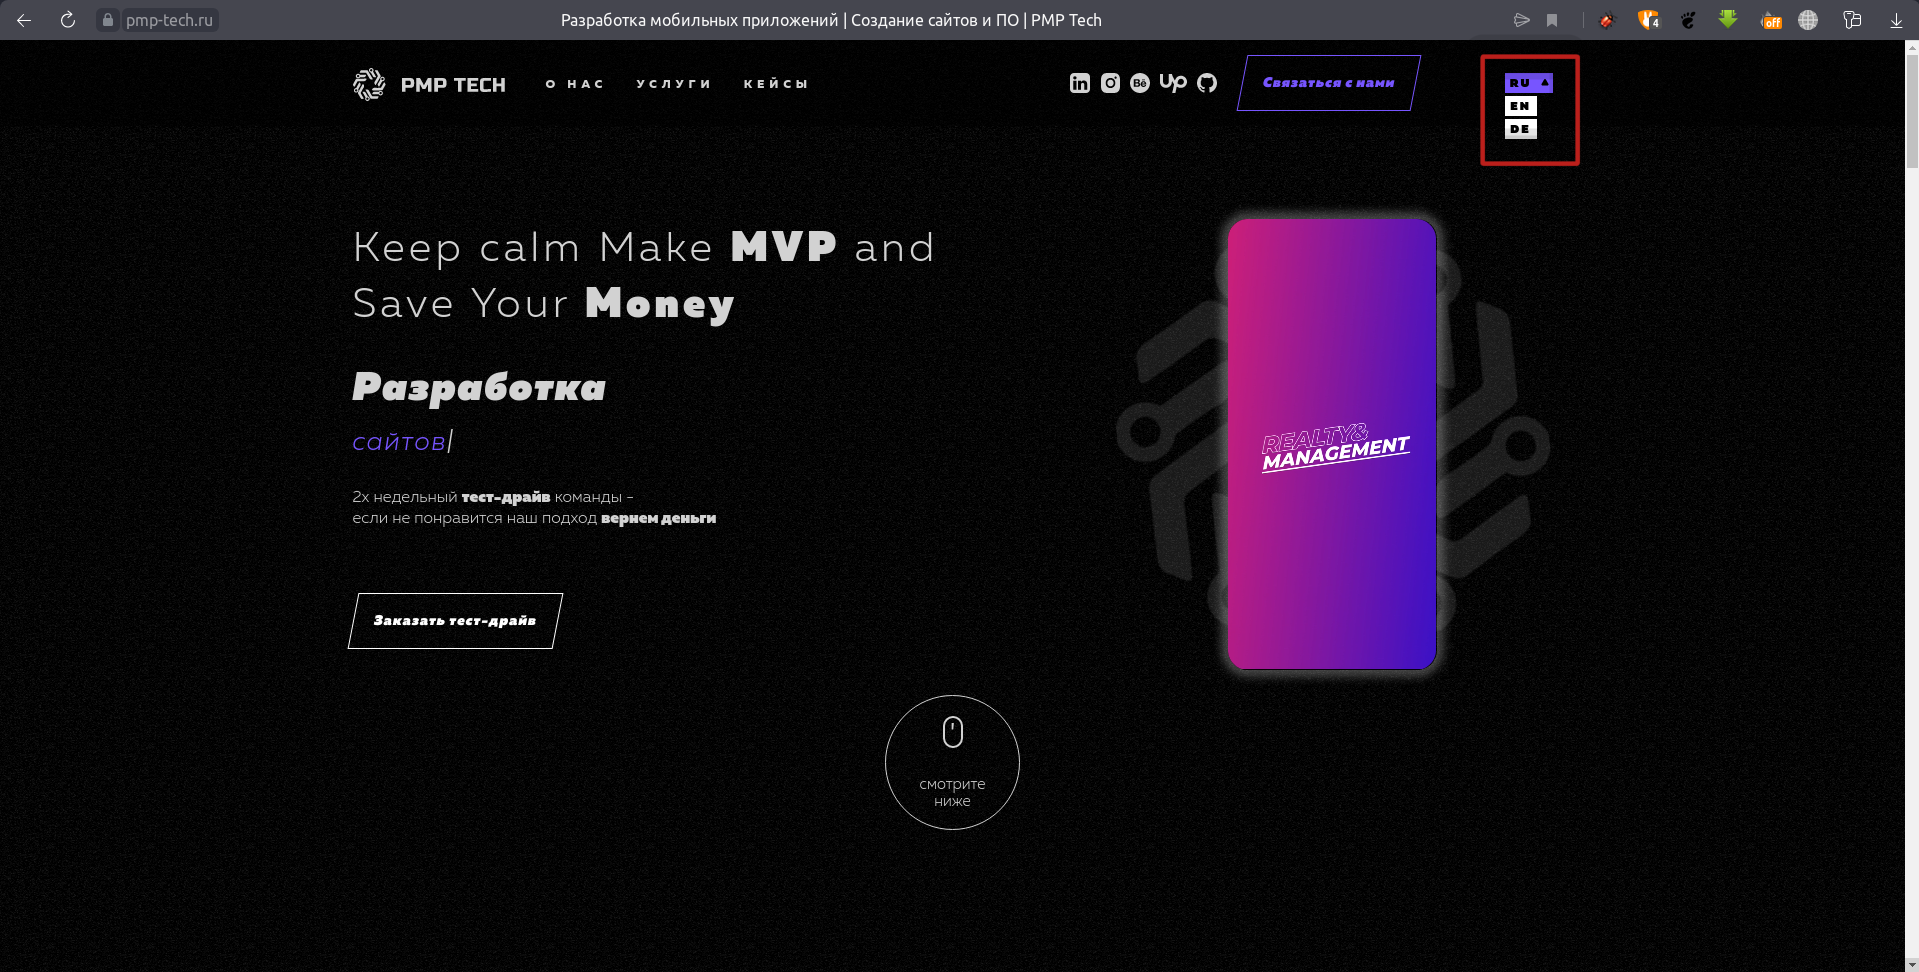 pmp-tech.ru
Разработка мобильных приложений | Создание сайтов и ПО | PMP Tech
4
off
PMP TECH
О НАС
УСЛУГИ
КЕЙСЫ
in
Bē
Up
Связаться с нами
RU
EN
DE
Keep calm Make MVP and
Save Your Money
Разработка
сайтов|
2х недельный тест-драйв команды –
если не понравится наш подход вернем деньги
Заказать тест-драйв
REALTY&
MANAGEMENT
смотрите
ниже